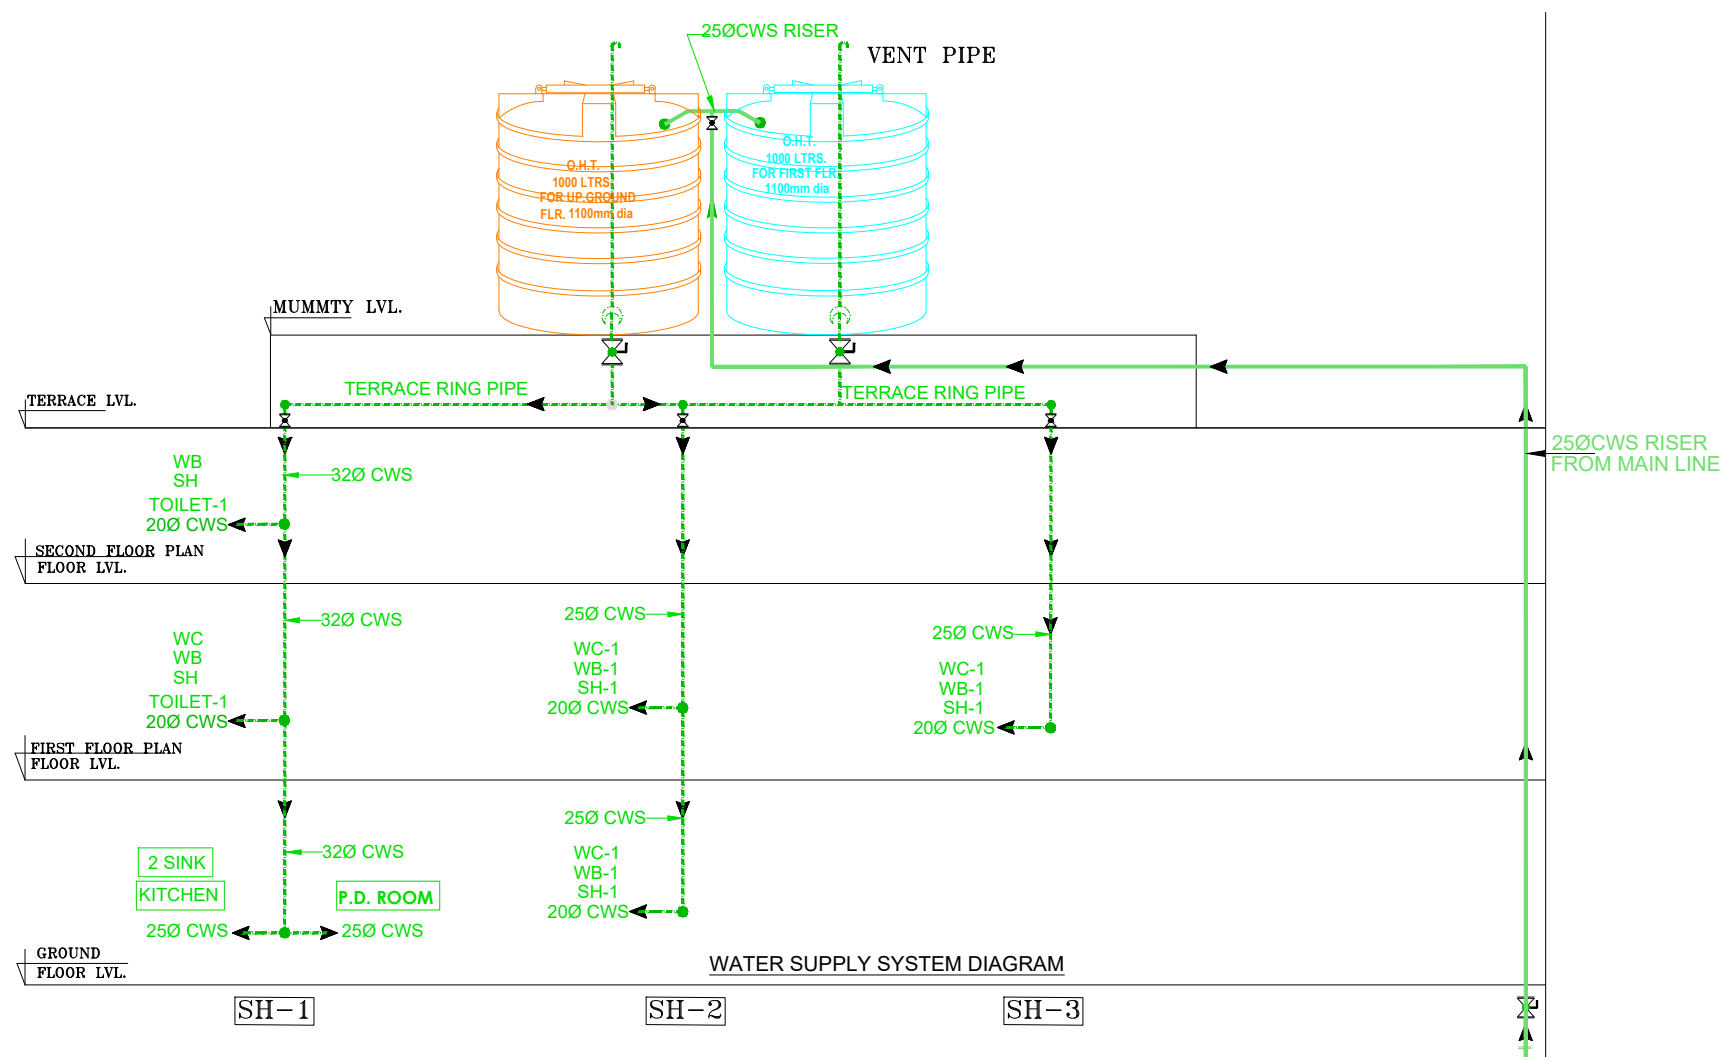 25ØCWS RISER
VENT PIPE
O.H.T.
1000 LTRS.
FOR UP.GROUND
FLR. 1100mm dia
O.H.T.
1000 LTRS.
FOR FIRST FLR.
1100mm dia
MUMMTY LVL.
TERRACE RING PIPE
TERRACE RING PIPE
TERRACE LVL.
25ØCWS RISER
FROM MAIN LINE
WB
SH
TOILET-1
20Ø CWS
32Ø CWS
SECOND FLOOR PLAN
FLOOR LVL.
32Ø CWS
WC
WB
SH
TOILET-1
20Ø CWS
25Ø CWS
WC-1
WB-1
SH-1
20Ø CWS
25Ø CWS
WC-1
WB-1
SH-1
20Ø CWS
FIRST FLOOR PLAN
FLOOR LVL.
32Ø CWS
2 SINK
KITCHEN
P.D. ROOM
25Ø CWS
25Ø CWS
25Ø CWS
WC-1
WB-1
SH-1
20Ø CWS
GROUND
FLOOR LVL.
WATER SUPPLY SYSTEM DIAGRAM
SH-1
SH-2
SH-3